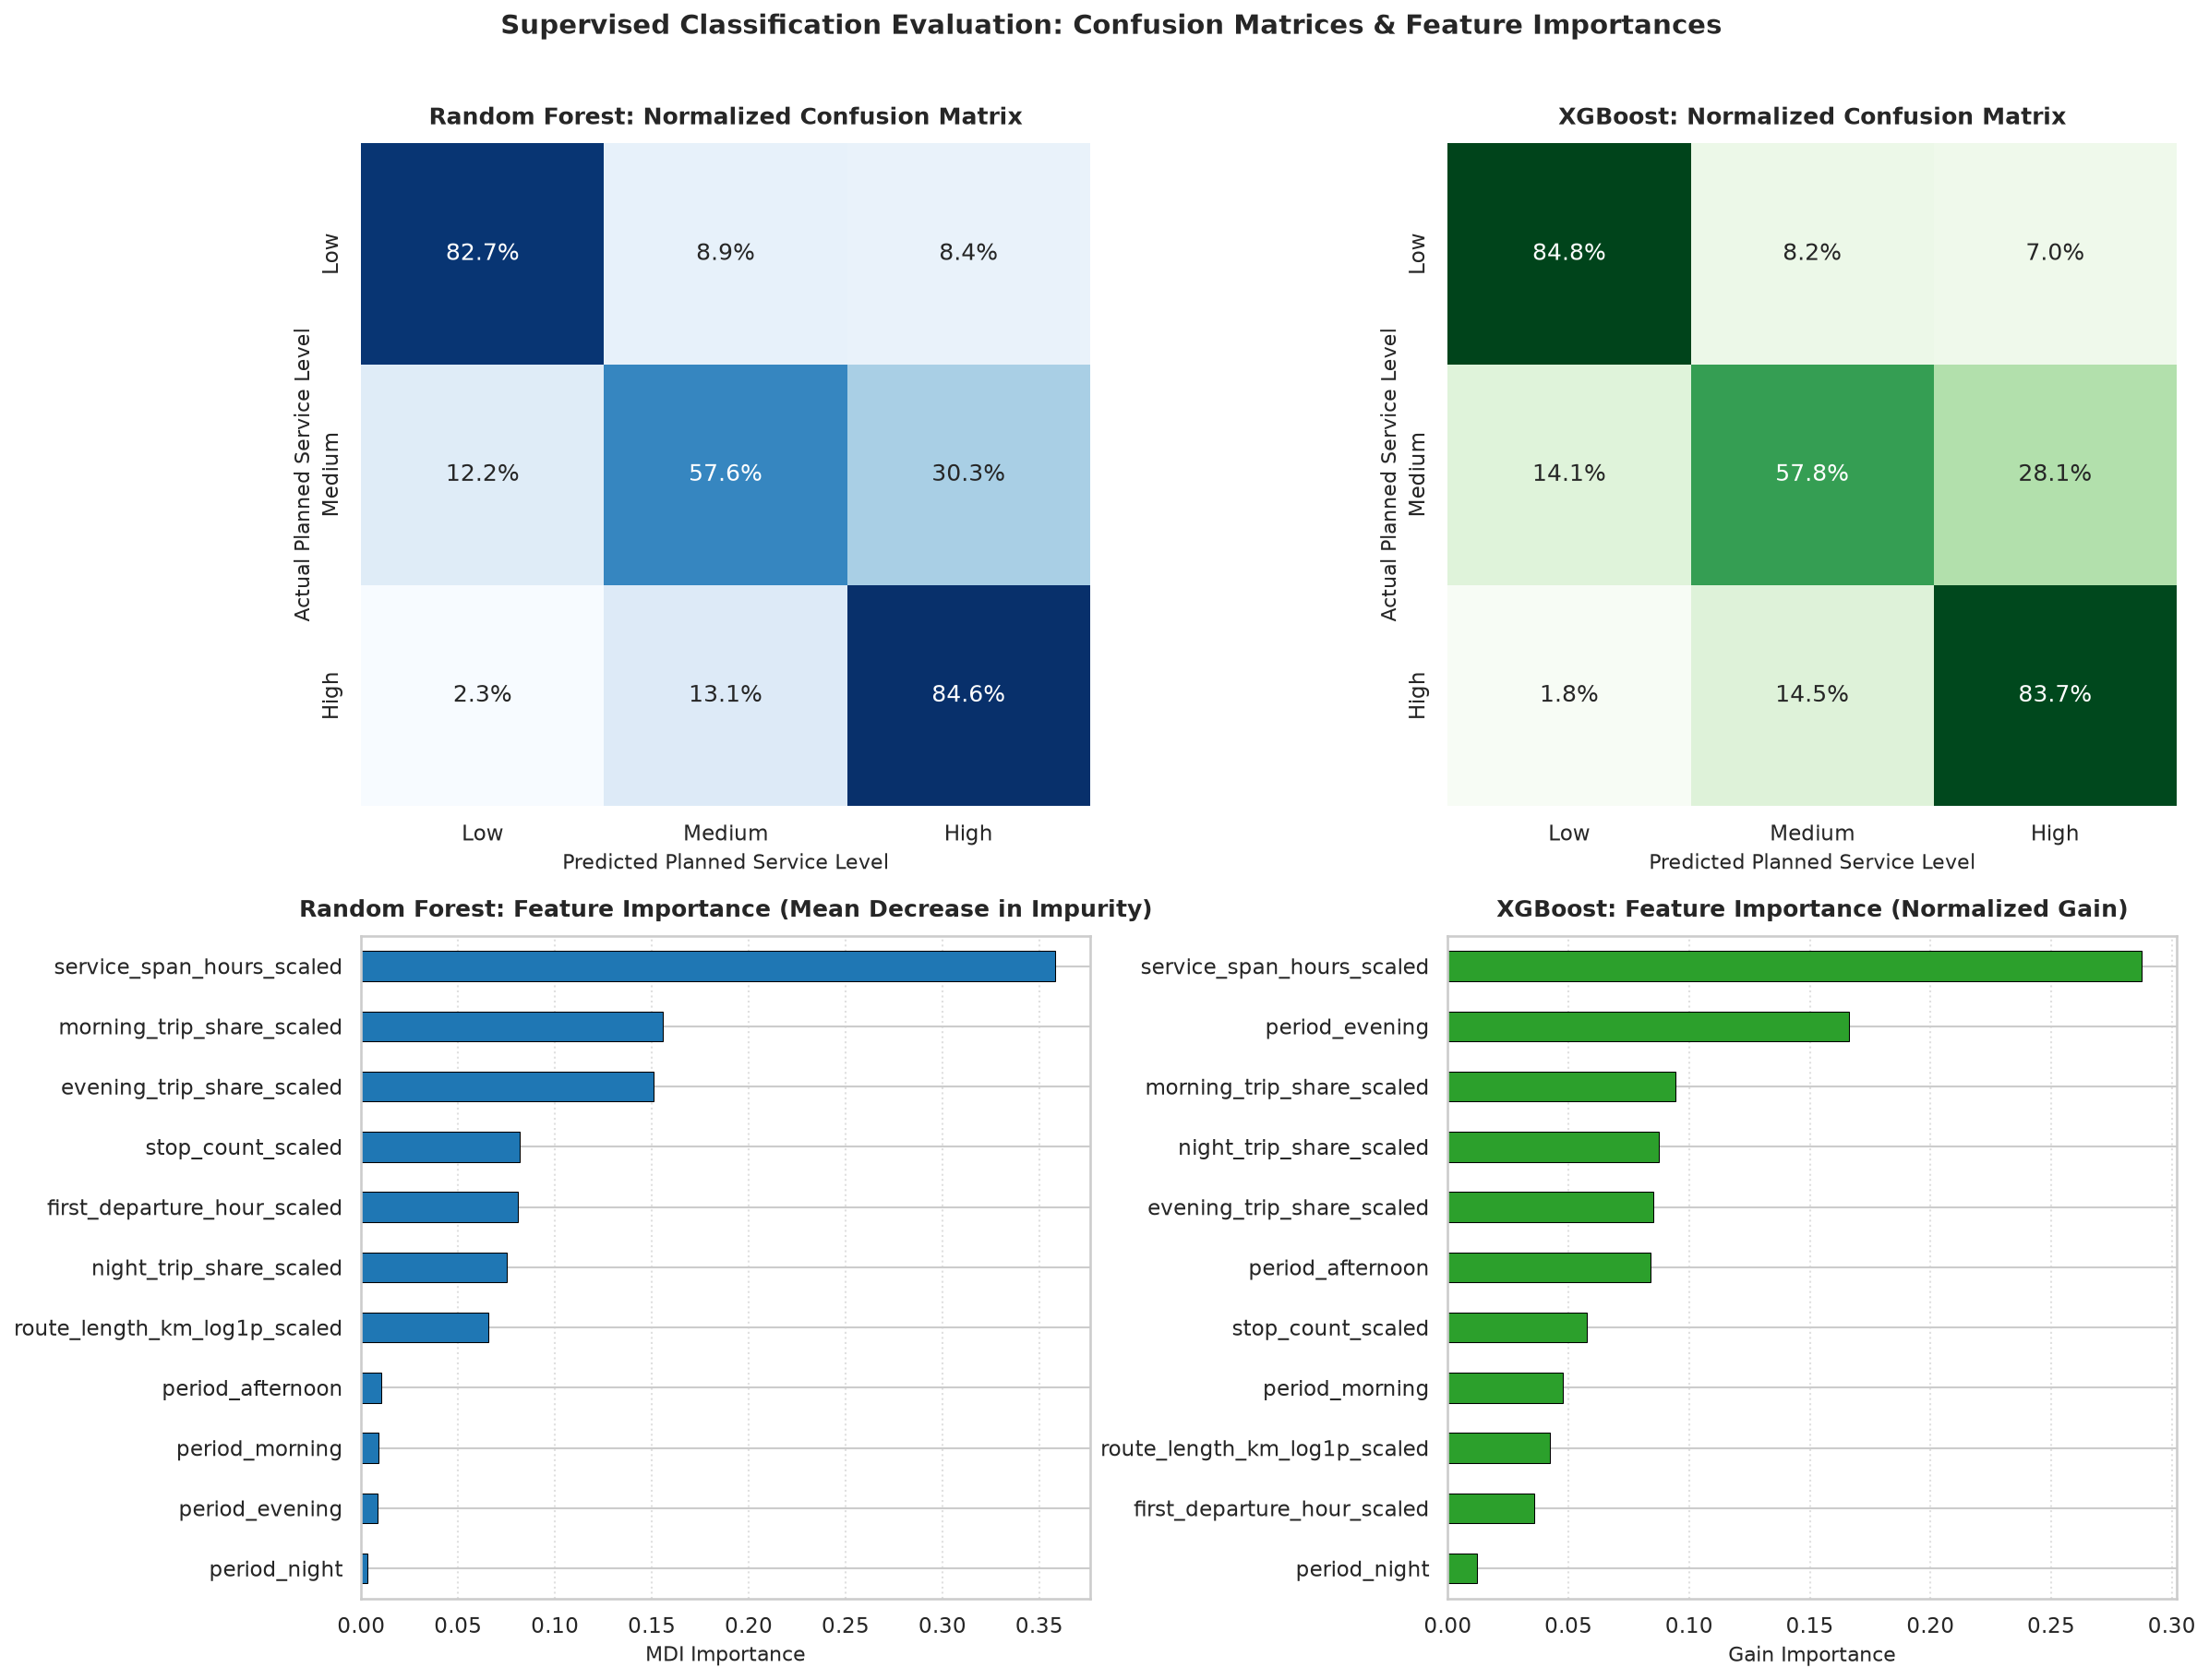 Supervised Classification Evaluation: Confusion Matrices & Feature Importances
Random Forest: Normalized Confusion Matrix
Actual Planned Service Level
Low
Medium
High
82.7% 8.9% 8.4%
12.2% 57.6% 30.3%
2.3% 13.1% 84.6%
Low Medium High
Predicted Planned Service Level
XGBoost: Normalized Confusion Matrix
Actual Planned Service Level
Low
Medium
High
84.8% 8.2% 7.0%
14.1% 57.8% 28.1%
1.8% 14.5% 83.7%
Low Medium High
Predicted Planned Service Level
Random Forest: Feature Importance (Mean Decrease in Impurity)
service_span_hours_scaled
morning_trip_share_scaled
evening_trip_share_scaled
stop_count_scaled
first_departure_hour_scaled
night_trip_share_scaled
route_length_km_log1p_scaled
period_afternoon
period_morning
period_evening
period_night
0.00 0.05 0.10 0.15 0.20 0.25 0.30 0.35
MDI Importance
XGBoost: Feature Importance (Normalized Gain)
service_span_hours_scaled
period_evening
morning_trip_share_scaled
night_trip_share_scaled
evening_trip_share_scaled
period_afternoon
stop_count_scaled
period_morning
route_length_km_log1p_scaled
first_departure_hour_scaled
period_night
0.00 0.05 0.10 0.15 0.20 0.25 0.30
Gain Importance